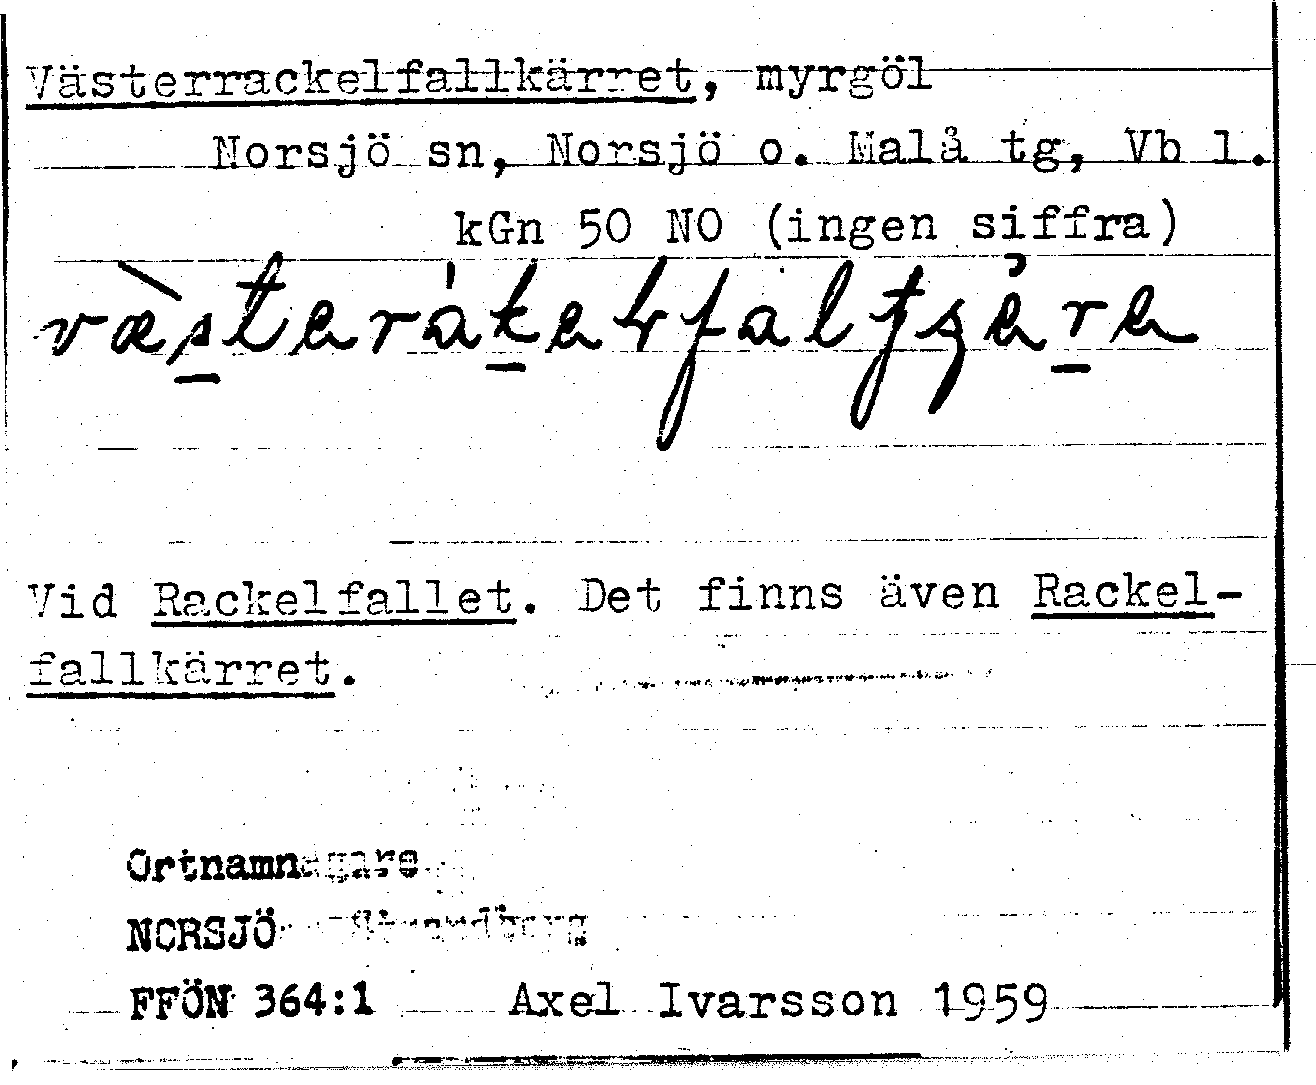 Västerrackelfallkärret, myrgöl
Norsjö sn, Norsjö o. Malå tg, Vb l.
kGn 50 NO (ingen siffra)
Vid Rackelfallet. Det finns även Rackel-
fallkärret.
Ortnamn
NORSJÖ
FFÖN 364:1 Axel Ivarsson 1959